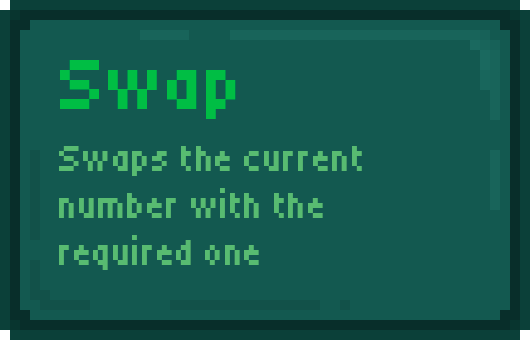 Swap
Swaps the current
number with the
required one